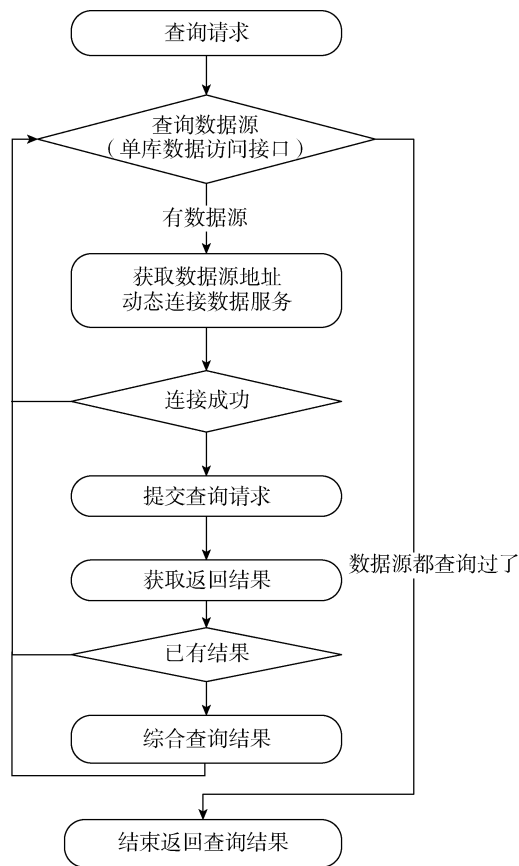 查询请求
查询数据源
（单库数据访问接口）
有数据源
获取数据源地址
动态连接数据服务
连接成功
提交查询请求
数据源都查询过了
获取返回结果
已有结果
综合查询结果
结束返回查询结果